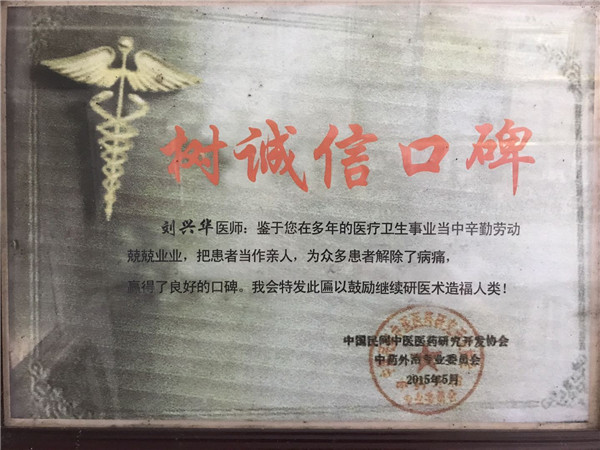 树诚信口碑
刘兴华医师：鉴于您在多年的医疗卫生事业当中辛勤劳动
兢兢业业，把患者当作亲人，为众多患者解除了病痛，
赢得了良好的口碑。我会特发此匾以鼓励继续研医术造福人类！
中国民间中医医药研究开发协会
中药外治专业委员会
2015年5月